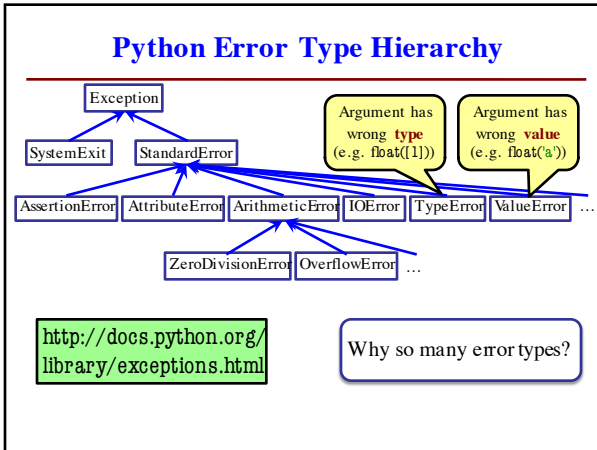 Python Error Type Hierarchy
Exception
Argument has
wrong type
(e.g. float([1]))
Argument has
wrong value
(e.g. float('a'))
SystemExit
StandardError
AssertionError
AttributeError
ArithmeticError
IOError
TypeError
ValueError
…
ZeroDivisionError
OverflowError
…
http://docs.python.org/
library/exceptions.html
Why so many error types?